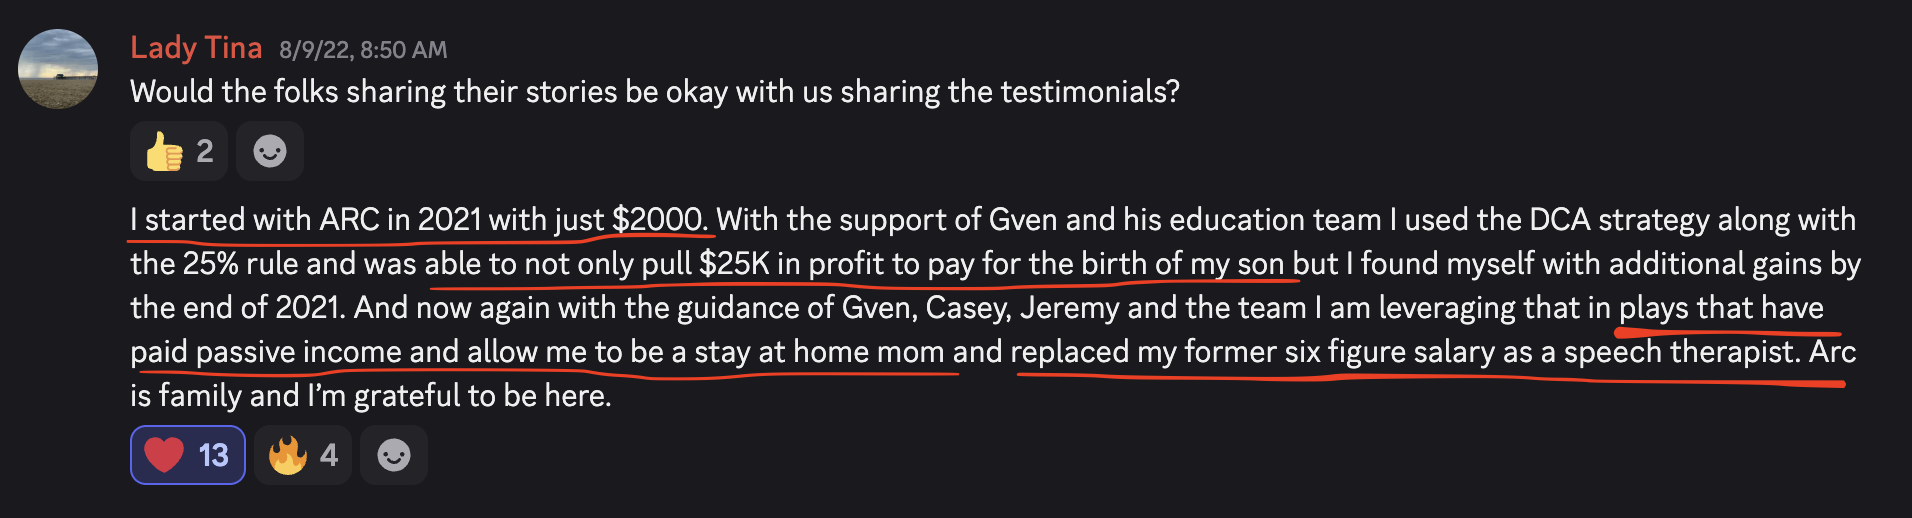 Lady Tina 8/9/22, 8:50 AM
Would the folks sharing their stories be okay with us sharing the testimonials?
2
I started with ARC in 2021 with just $2000. With the support of Gven and his education team I used the DCA strategy along with
the 25% rule and was able to not only pull $25K in profit to pay for the birth of my son but I found myself with additional gains by
the end of 2021. And now again with the guidance of Gven, Casey, Jeremy and the team I am leveraging that in plays that have
paid passive income and allow me to be a stay at home mom and replaced my former six figure salary as a speech therapist. Arc
is family and I’m grateful to be here.
13 4